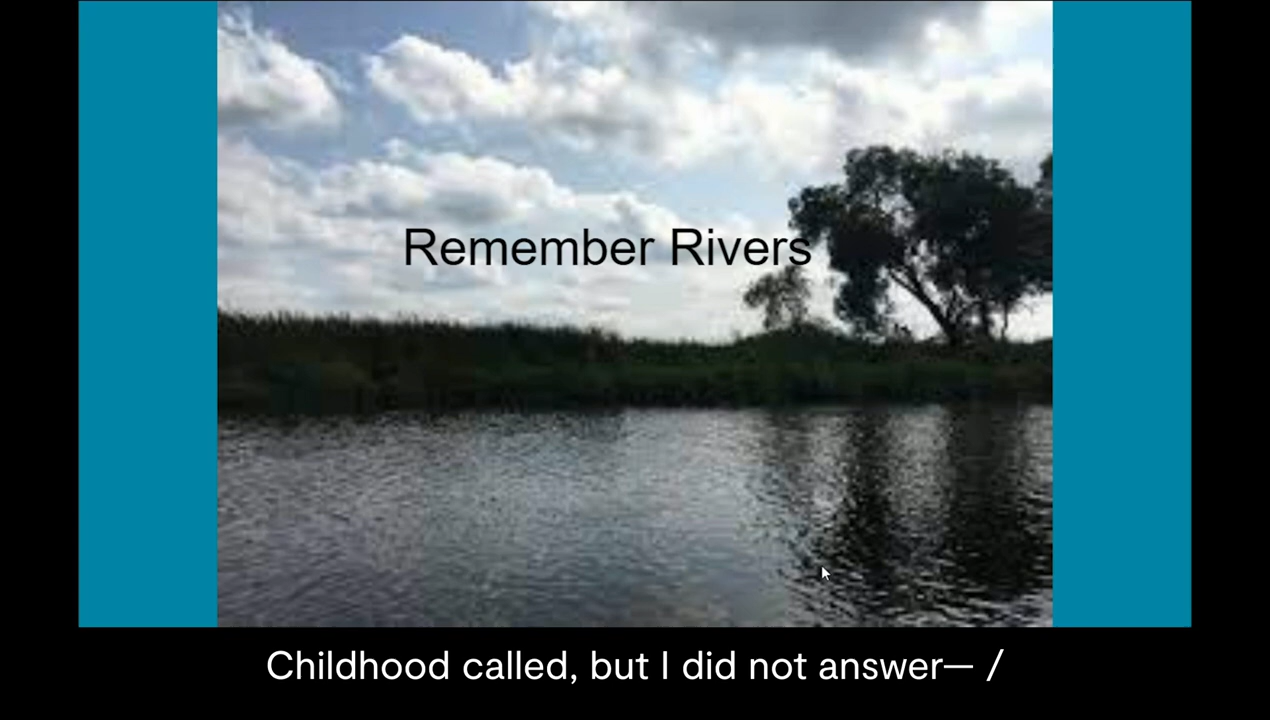 Remember Rivers
Childhood called, but I did not answer— /